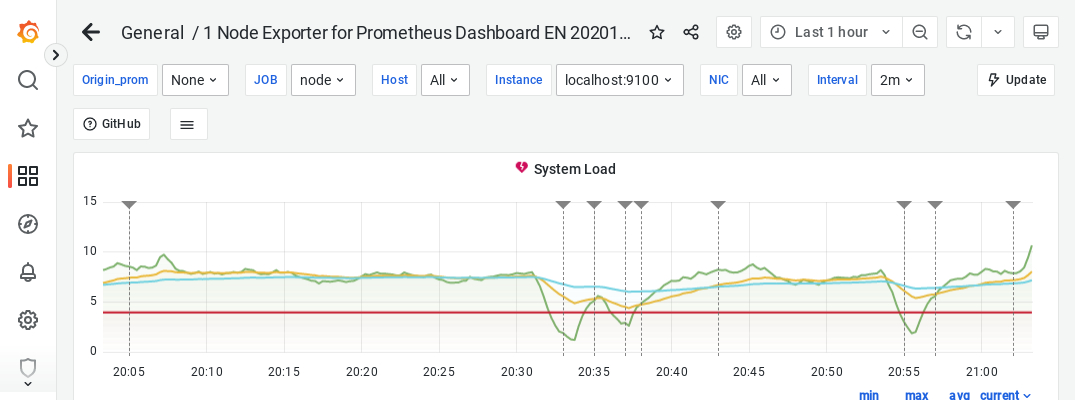 General / 1 Node Exporter for Prometheus Dashboard EN 20201...
Last 1 hour
Origin_prom None JOB node Host All Instance localhost:9100 NIC All Interval 2m Update
GitHub
System Load
15
10
5
0
20:05 20:10 20:15 20:20 20:25 20:30 20:35 20:40 20:45 20:50 20:55 21:00
min max avg current